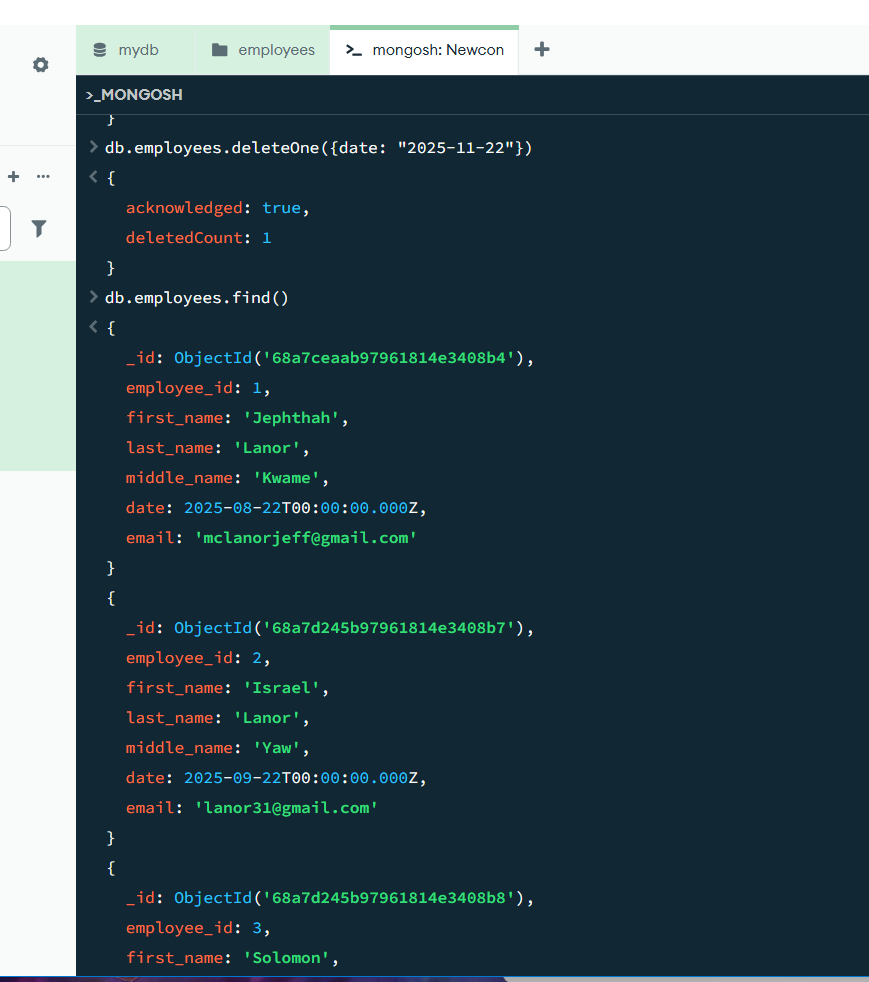 mydb
employees
>_ mongosh: Newcon
+
>_MONGOSH
}
> db.employees.deleteOne({date: "2025-11-22"})
< {
acknowledged: true,
deletedCount: 1
}
> db.employees.find()
< {
_id: ObjectId('68a7ceaab97961814e3408b4'),
employee_id: 1,
first_name: 'Jephthah',
last_name: 'Lanor',
middle_name: 'Kwame',
date: 2025-08-22T00:00:00.000Z,
email: 'mclanorjeff@gmail.com'
}
{
_id: ObjectId('68a7d245b97961814e3408b7'),
employee_id: 2,
first_name: 'Israel',
last_name: 'Lanor',
middle_name: 'Yaw',
date: 2025-09-22T00:00:00.000Z,
email: 'lanor31@gmail.com'
}
{
_id: ObjectId('68a7d245b97961814e3408b8'),
employee_id: 3,
first_name: 'Solomon',